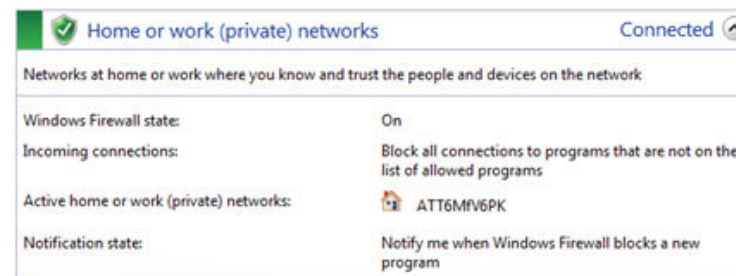 Home or work (private) networks Connected
Networks at home or work where you know and trust the people and devices on the network
Windows Firewall state: On
Incoming connections: Block all connections to programs that are not on the
list of allowed programs
Active home or work (private) networks: ATT6MfV6PK
Notification state: Notify me when Windows Firewall blocks a new
program